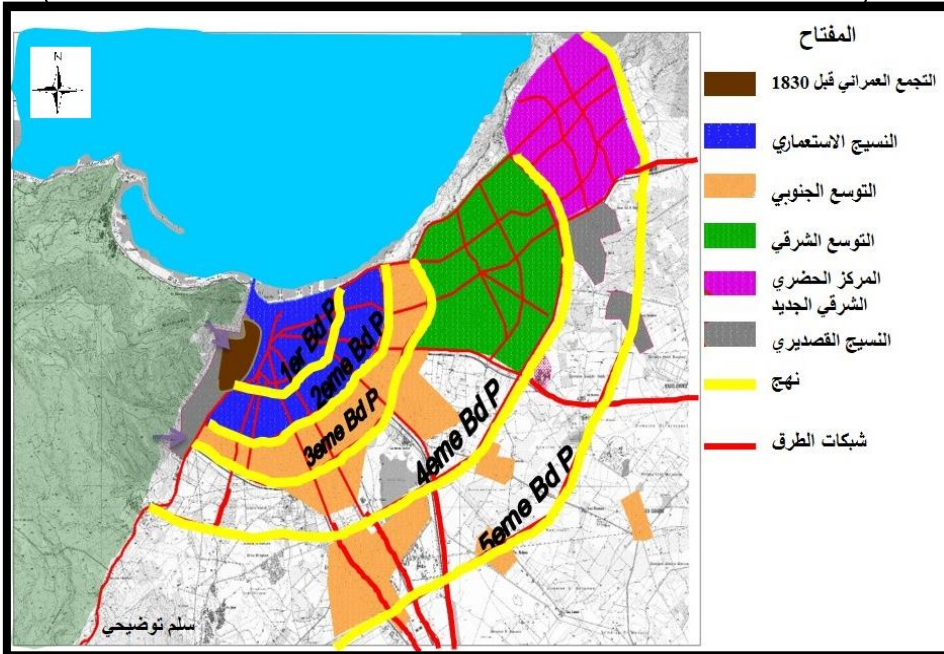 المفتاح
التجمع العمراني قبل 1830
النسيج الاستعماري
التوسع الجنوبي
التوسع الشرقي
المركز الحضري
الشرقي الجديد
النسيج القصديري
نهج
شبكات الطرق
N
1er Bd P
2eme Bd P
3eme Bd P
4eme Bd P
5eme Bd P
سلم توضيحي